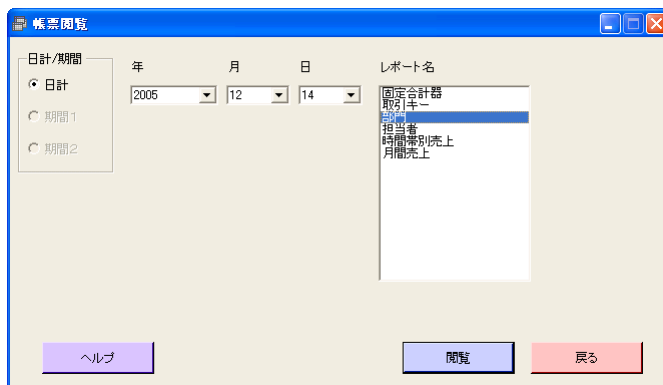 帳票閲覧
日計/期間
年
月
日
レポート名
日計
2005
12
14
固定合計器
取引キー
部門
担当者
時間帯別売上
月間売上
期間1
期間2
ヘルプ
閲覧
戻る